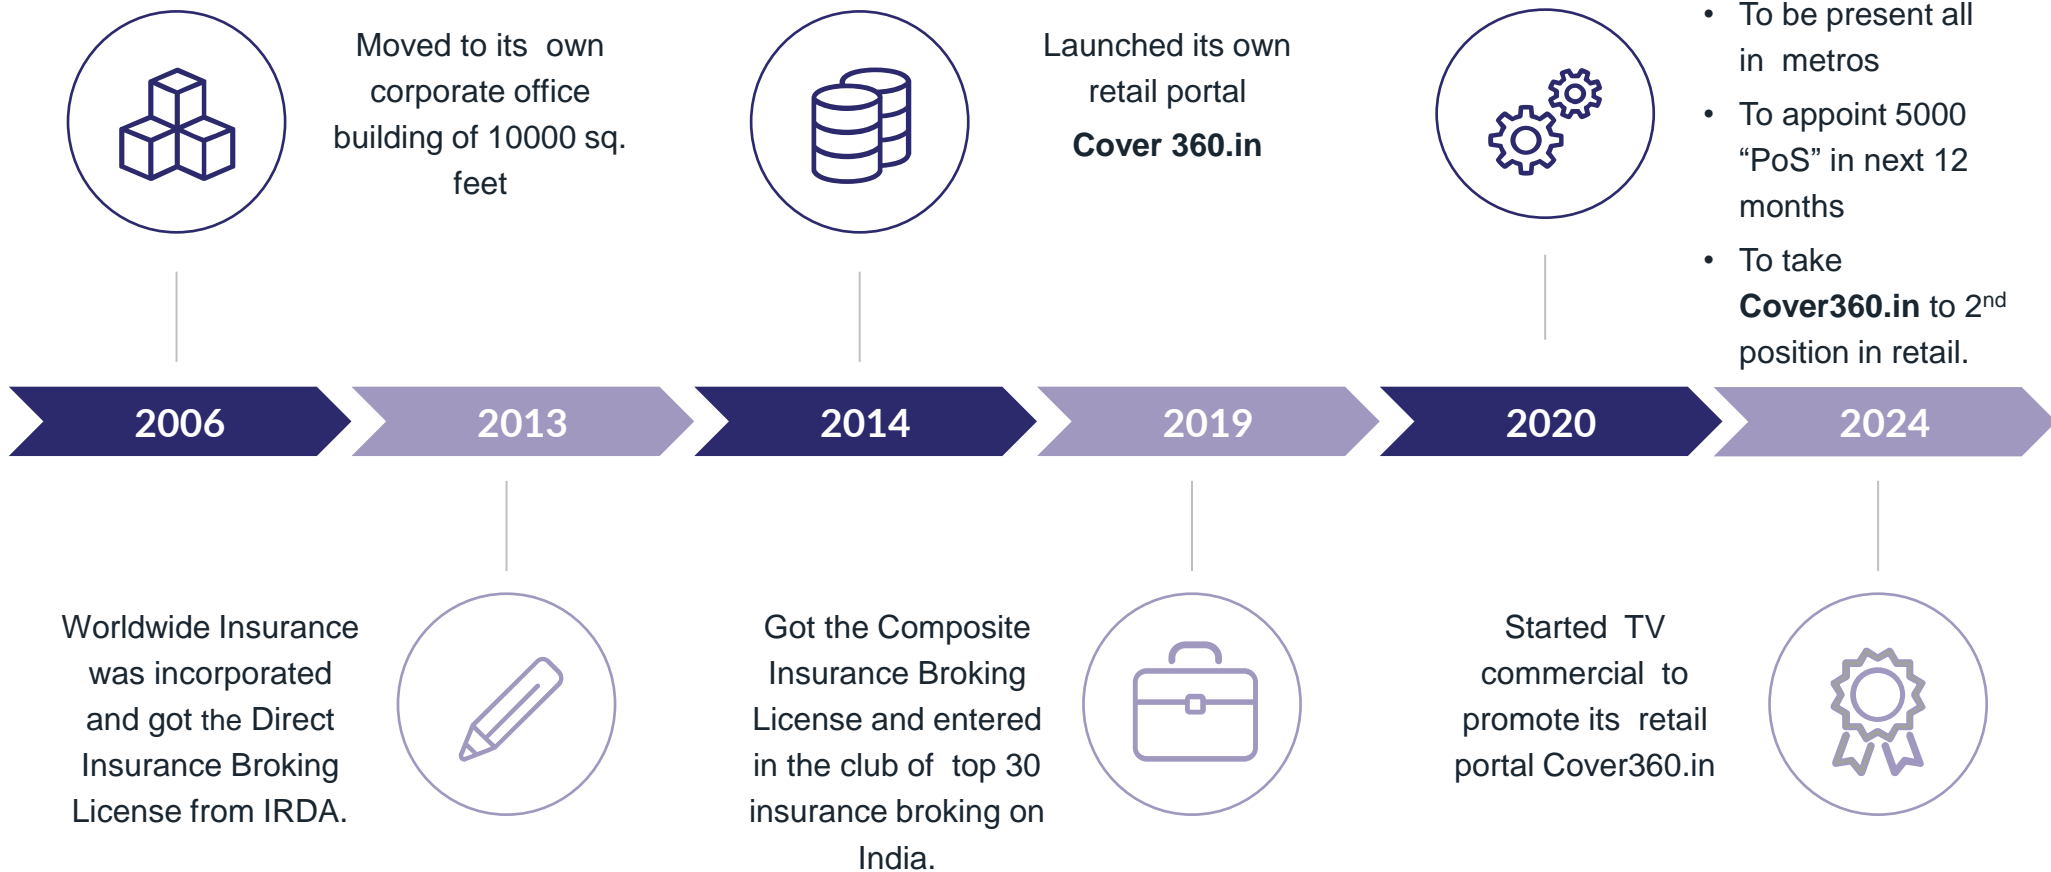 Moved to its own
corporate office
building of 10000 sq.
feet
Launched its own
retail portal
Cover 360.in
• To be present all
in metros
• To appoint 5000
“PoS” in next 12
months
• To take
Cover360.in to 2nd
position in retail.
2006
2013
2014
2019
2020
2024
Worldwide Insurance
was incorporated
and got the Direct
Insurance Broking
License from IRDA.
Got the Composite
Insurance Broking
License and entered
in the club of top 30
insurance broking on
India.
Started TV
commercial to
promote its retail
portal Cover360.in